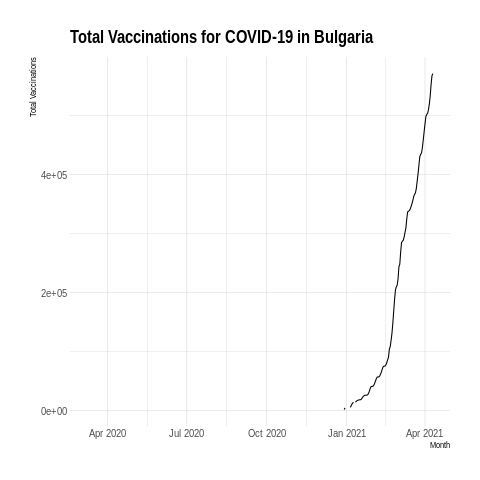 Total Vaccinations for COVID-19 in Bulgaria
Total Vaccinations
4e+05
2e+05
0e+00
Apr 2020
Jul 2020
Oct 2020
Jan 2021
Apr 2021
Month